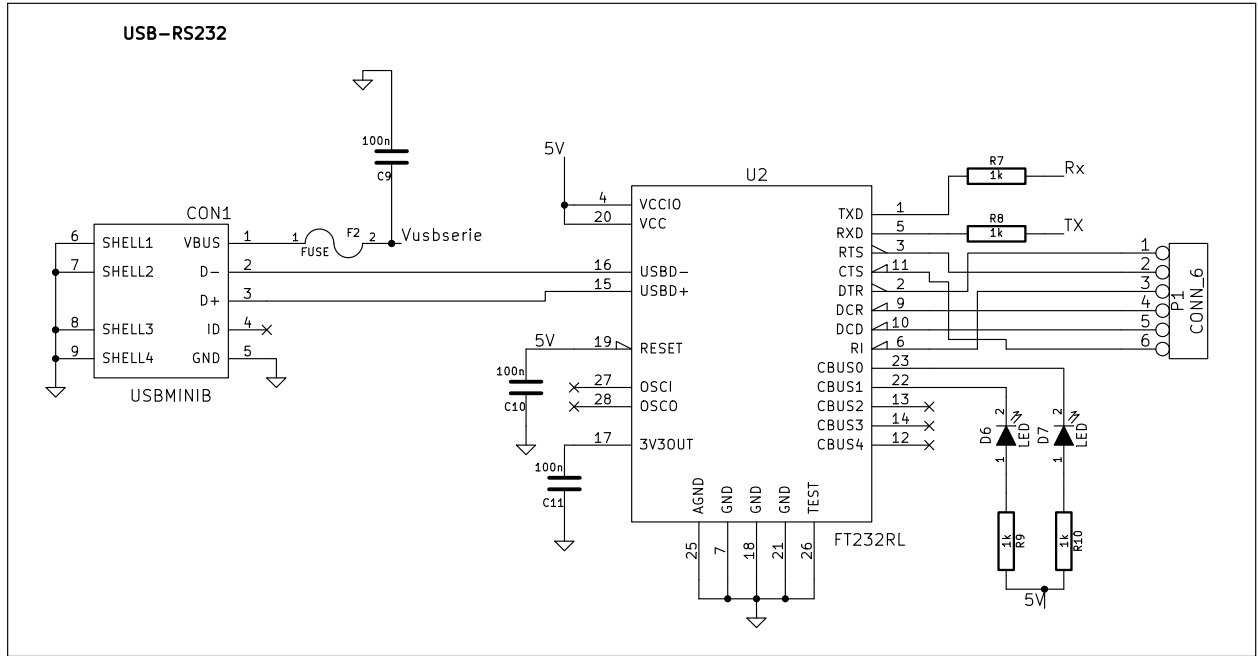 USB-RS232
100n
C9
5V
U2
CON1
6 SHELL1
7 SHELL2
8 SHELL3
9 SHELL4
VBUS 1
D- 2
D+ 3
ID 4
GND 5
USBMINIB
1 FUSE F2 2
Vusbserie
4 VCCIO
20 VCC
16 USBD-
15 USBD+
5V 19 RESET
100n
C10
27 OSCI
28 OSCO
17 3V3OUT
100n
C11
TXD 1
RXD 5
RTS 3
CTS 11
DTR 2
DCR 9
DCD 10
RI 6
CBUS0 23
CBUS1 22
CBUS2 13
CBUS3 14
CBUS4 12
AGND GND GND GND TEST
25 7 18 21 26
FT232RL
R7
1k
Rx
R8
1k
TX
1
2
3
4
5
6
P1
CONN_6
2 2
D6 LED D7 LED
1 1
1k R9 1k R10
5V